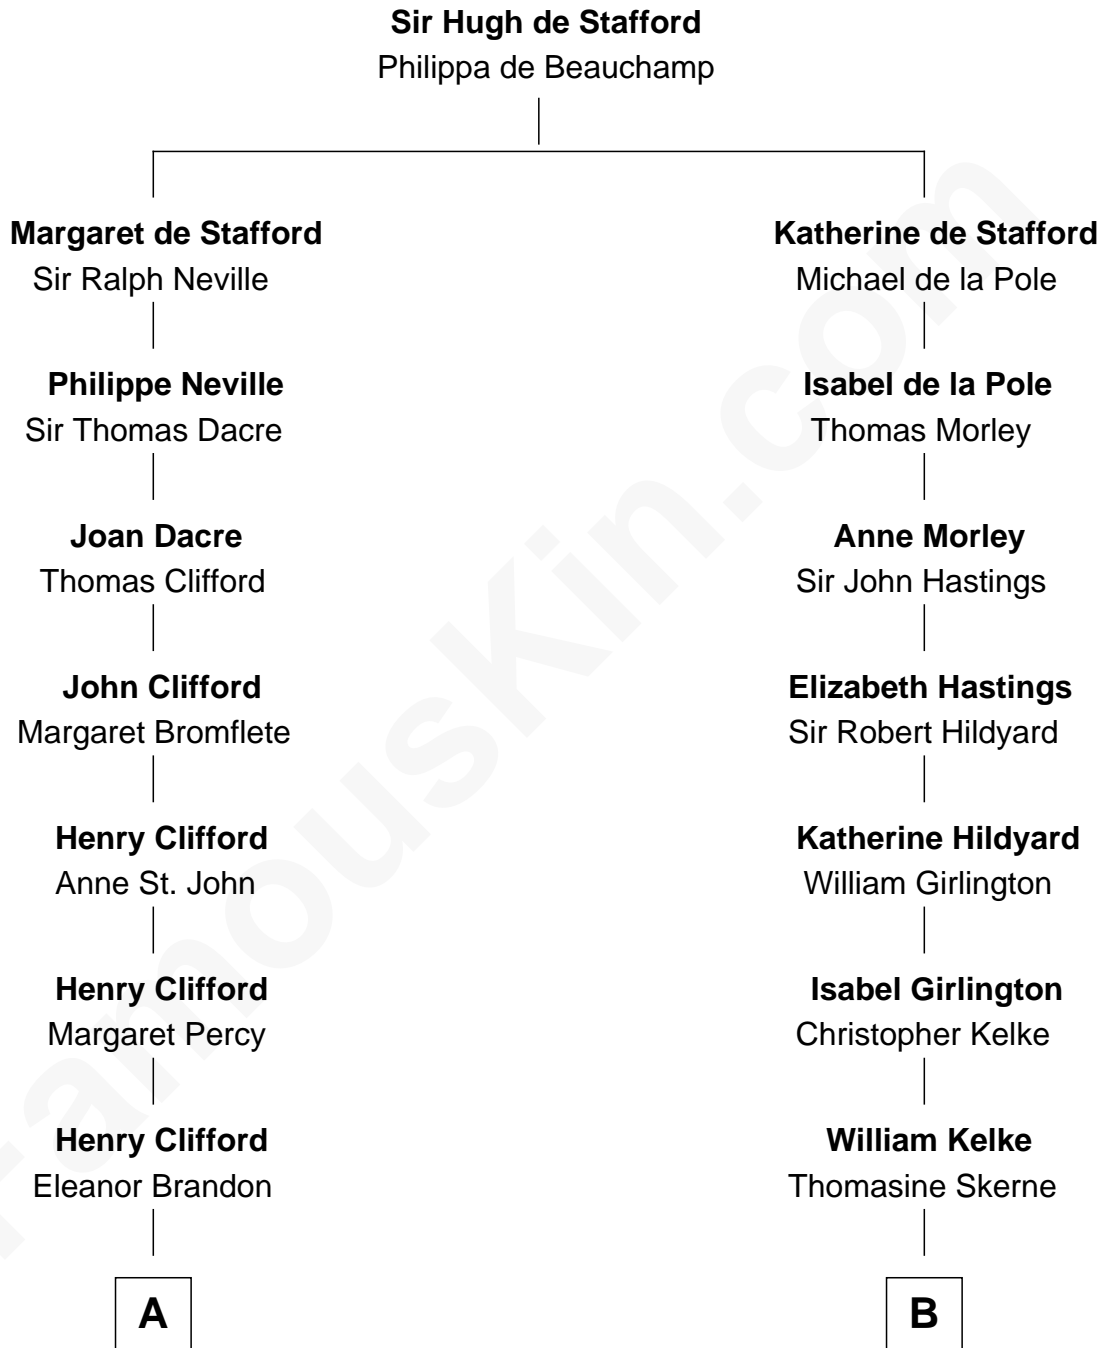 Sir Hugh de Stafford
Philippa de Beauchamp
Margaret de Stafford
Sir Ralph Neville
Katherine de Stafford
Michael de la Pole
Philippe Neville
Sir Thomas Dacre
Isabel de la Pole
Thomas Morley
Joan Dacre
Thomas Clifford
Anne Morley
Sir John Hastings
John Clifford
Margaret Bromflete
Elizabeth Hastings
Sir Robert Hildyard
Henry Clifford
Anne St. John
Katherine Hildyard
William Girlington
Henry Clifford
Margaret Percy
Isabel Girlington
Christopher Kelke
Henry Clifford
Eleanor Brandon
William Kelke
Thomasine Skerne
A
B
FamousKin.com